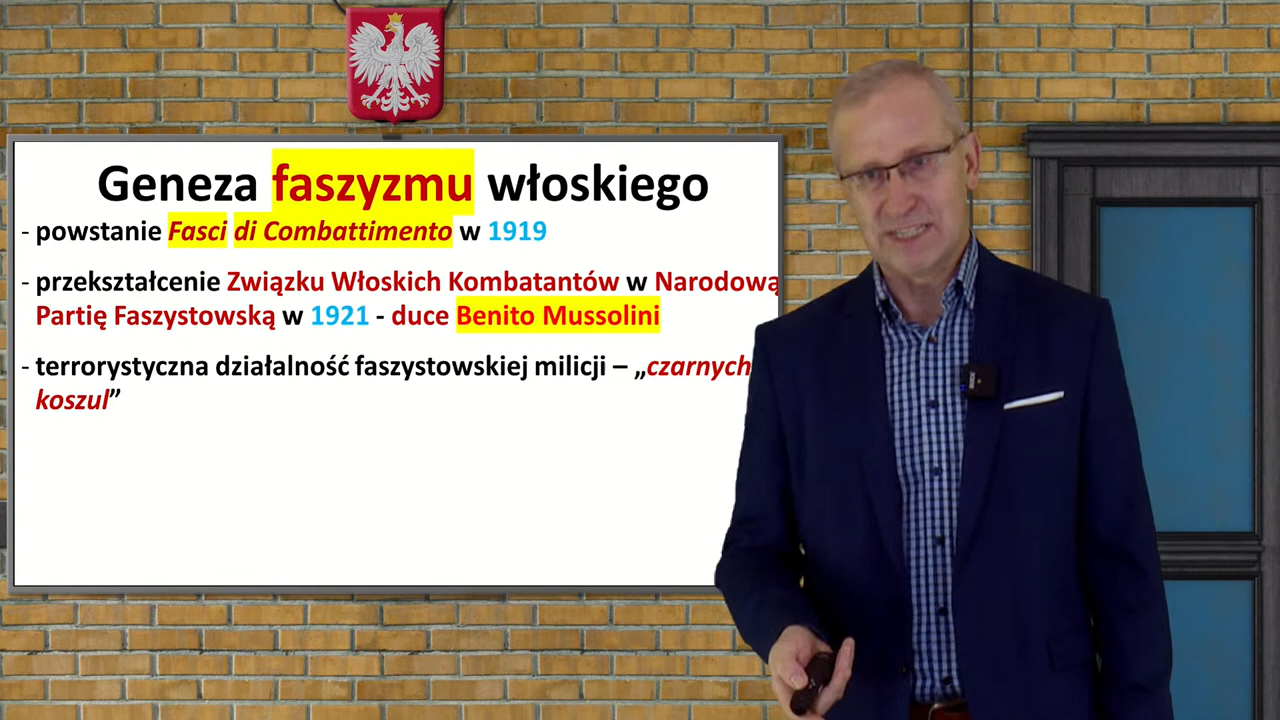 Geneza faszyzmu włoskiego
- powstanie Fasci di Combattimento w 1919
- przekształcenie Związku Włoskich Kombatantów w Narodową
Partię Faszystowską w 1921 - duce Benito Mussolini
- terrorystyczna działalność faszystowskiej milicji – „czarnych
koszul”